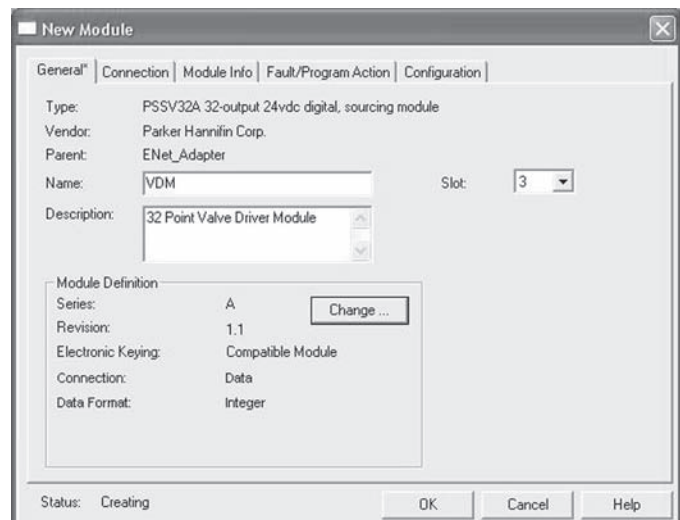 New Module
General* Connection Module Info Fault/Program Action Configuration
Type: PSSV32A 32-output 24vdc digital, sourcing module
Vendor: Parker Hannifin Corp.
Parent: ENet_Adapter
Name: VDM Slot: 3
Description: 32 Point Valve Driver Module
Module Definition
Series: A Change ...
Revision: 1.1
Electronic Keying: Compatible Module
Connection: Data
Data Format: Integer
Status: Creating OK Cancel Help